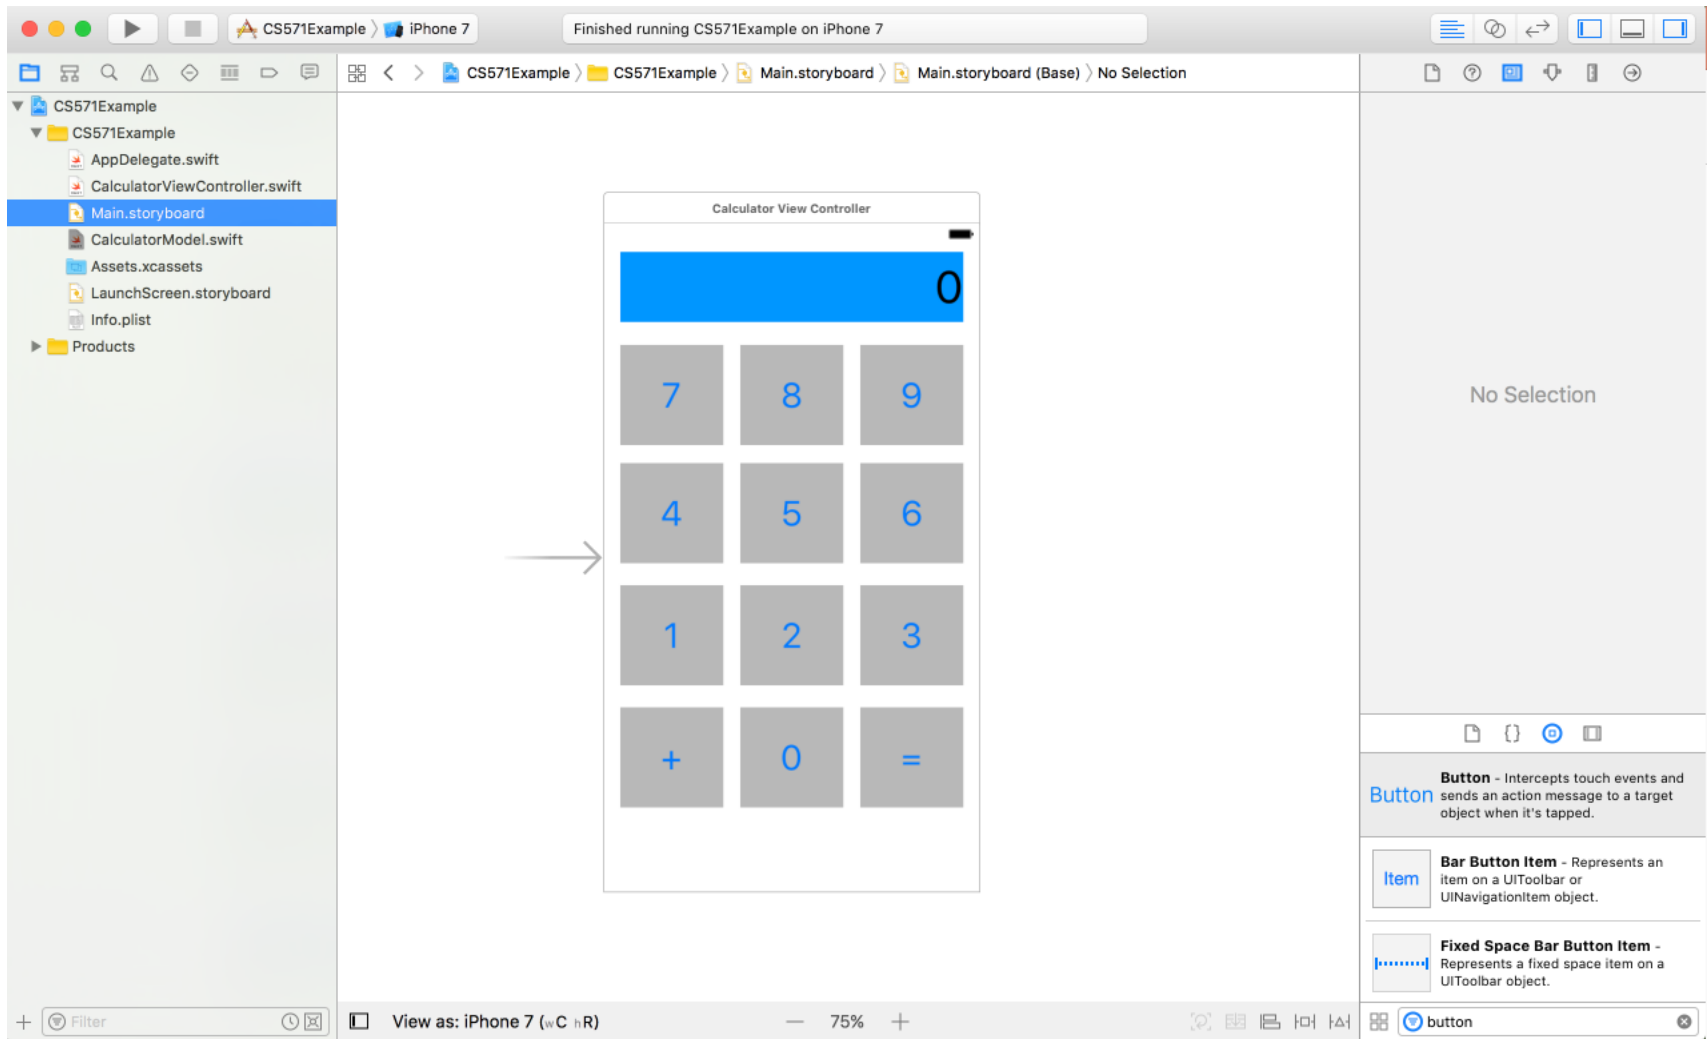 CS571Example 〉 iPhone 7
Finished running CS571Example on iPhone 7
CS571Example 〉 CS571Example 〉 Main.storyboard 〉 Main.storyboard (Base) 〉 No Selection
CS571Example
CS571Example
AppDelegate.swift
CalculatorViewController.swift
Main.storyboard
CalculatorModel.swift
Assets.xcassets
LaunchScreen.storyboard
Info.plist
Products
Filter
Calculator View Controller
0
7 8 9
4 5 6
1 2 3
+ 0 =
View as: iPhone 7 (wC hR)
— 75% +
No Selection
Button
Button - Intercepts touch events and
sends an action message to a target
object when it's tapped.
Item
Bar Button Item - Represents an
item on a UIToolbar or
UINavigationItem object.
Fixed Space Bar Button Item -
Represents a fixed space item on a
UIToolbar object.
button